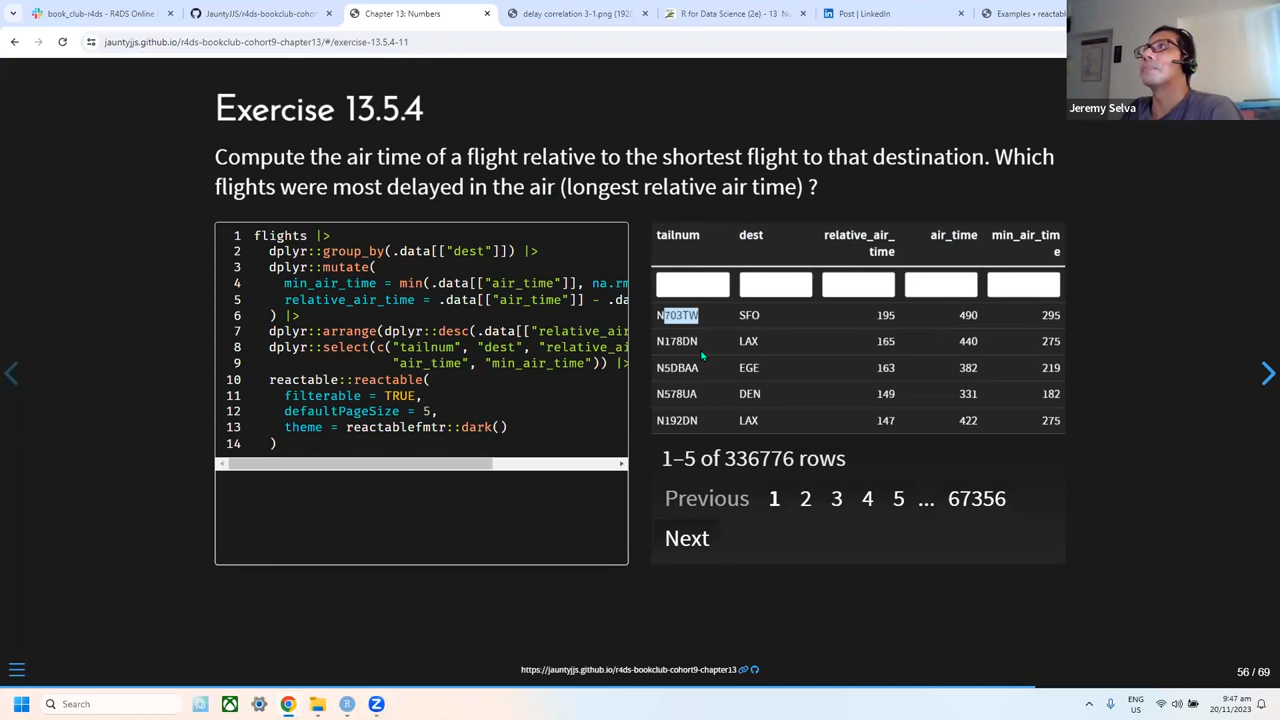 book_club-r4ds - R4DS Online
JauntyJJS/r4ds-bookclub-cohor
Chapter 13: Numbers
delay correlation 3-1.png (1920
R for Data Science (2e) - 13 Nu
Post | LinkedIn
Examples • reactabl
jauntyjjs.github.io/r4ds-bookclub-cohort9-chapter13/#/exercise-13.5.4-11
Jeremy Selva
Exercise 13.5.4
Compute the air time of a flight relative to the shortest flight to that destination. Which
flights were most delayed in the air (longest relative air time) ?
1 flights |>
2 dplyr::group_by(.data[["dest"]]) |>
3 dplyr::mutate(
4 min_air_time = min(.data[["air_time"]], na.rm
5 relative_air_time = .data[["air_time"]] - .da
6 ) |>
7 dplyr::arrange(dplyr::desc(.data[["relative_air
8 dplyr::select(c("tailnum", "dest", "relative_air
9 "air_time", "min_air_time")) |>
10 reactable::reactable(
11 filterable = TRUE,
12 defaultPageSize = 5,
13 theme = reactablefmtr::dark()
14 )
tailnum dest relative_air_ air_time min_air_tim
time e
N703TW SFO 195 490 295
N178DN LAX 165 440 275
N5DBAA EGE 163 382 219
N578UA DEN 149 331 182
N192DN LAX 147 422 275
1–5 of 336776 rows
Previous 1 2 3 4 5 ... 67356
Next
https://jauntyjjs.github.io/r4ds-bookclub-cohort9-chapter13
56 / 69
Search
ENG
US
9:47 am
20/11/2023